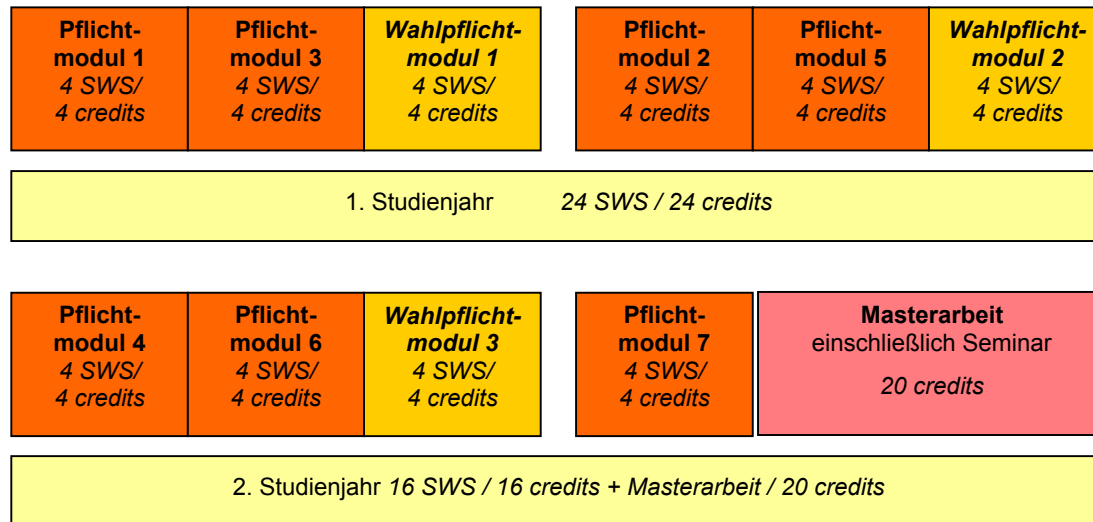 Pflicht-
modul 1
4 SWS/
4 credits
Pflicht-
modul 3
4 SWS/
4 credits
Wahlpflicht-
modul 1
4 SWS/
4 credits
Pflicht-
modul 2
4 SWS/
4 credits
Pflicht-
modul 5
4 SWS/
4 credits
Wahlpflicht-
modul 2
4 SWS/
4 credits
1. Studienjahr 24 SWS / 24 credits
Pflicht-
modul 4
4 SWS/
4 credits
Pflicht-
modul 6
4 SWS/
4 credits
Wahlpflicht-
modul 3
4 SWS/
4 credits
Pflicht-
modul 7
4 SWS/
4 credits
Masterarbeit
einschließlich Seminar
20 credits
2. Studienjahr 16 SWS / 16 credits + Masterarbeit / 20 credits